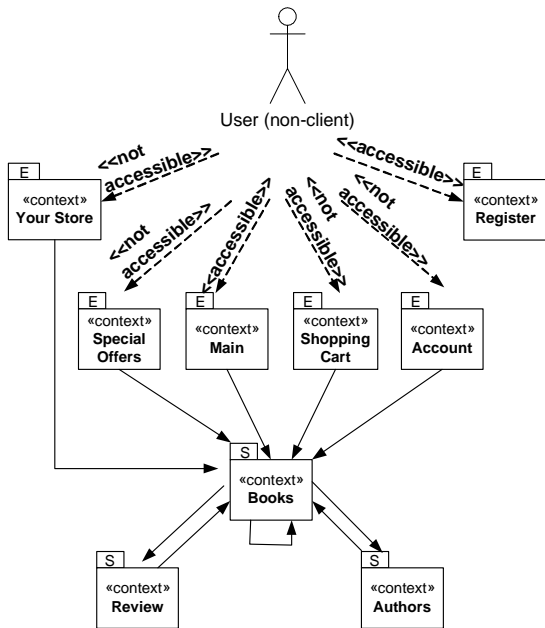 User (non-client)
<<not
accessible>>
<<accessible>>
E
«context»
Your Store
E
«context»
Register
<<not
accessible>>
<<accessible>>
<<not
accessible>>
<<not
accessible>>
E
«context»
Special
Offers
E
«context»
Main
E
«context»
Shopping
Cart
E
«context»
Account
S
«context»
Books
S
«context»
Review
S
«context»
Authors